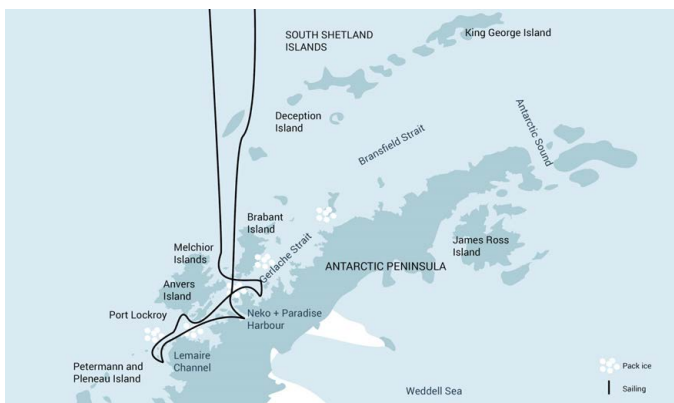 SOUTH SHETLAND
ISLANDS
King George Island
Deception
Island
Bransfield Strait
Antarctic Sound
Brabant
Island
Melchior
Islands
Gerlache Strait
James Ross
Island
ANTARCTIC PENINSULA
Anvers
Island
Port Lockroy
Neko + Paradise
Harbour
Lemaire
Channel
Petermann and
Pleneau Island
Pack ice
Sailing
Weddell Sea